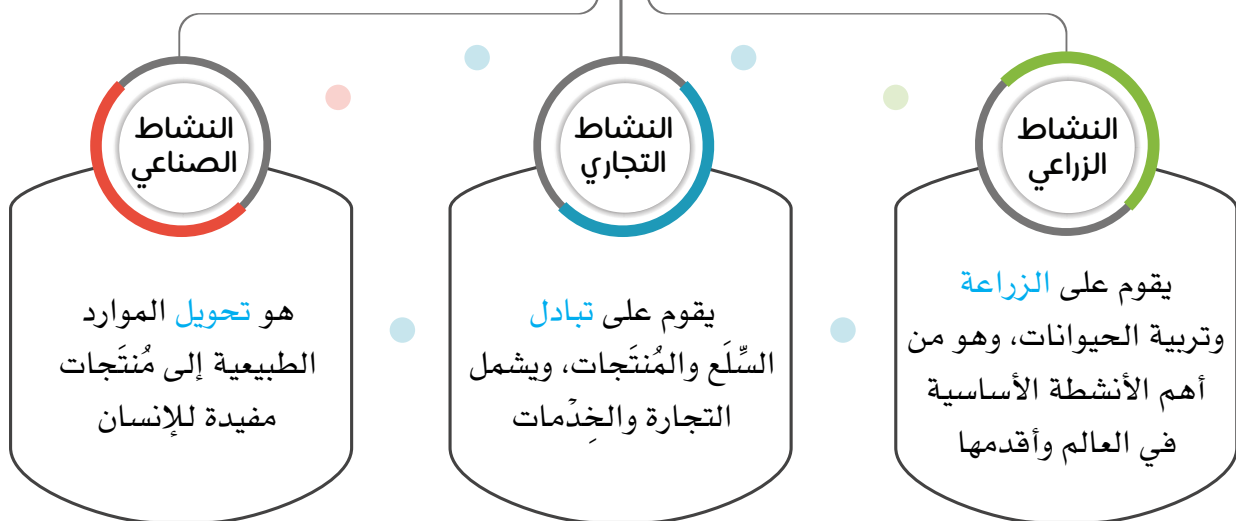 النشاط
الزراعي
يقوم على الزراعة
وتربية الحيوانات، وهو من
أهم الأنشطة الأساسية
في العالم وأقدمها
النشاط
التجاري
يقوم على تبادل
السِّلَع والمُنتَجات، ويشمل
التجارة والخِدْمات
النشاط
الصناعي
هو تحويل الموارد
الطبيعية إلى مُنتَجات
مفيدة للإنسان